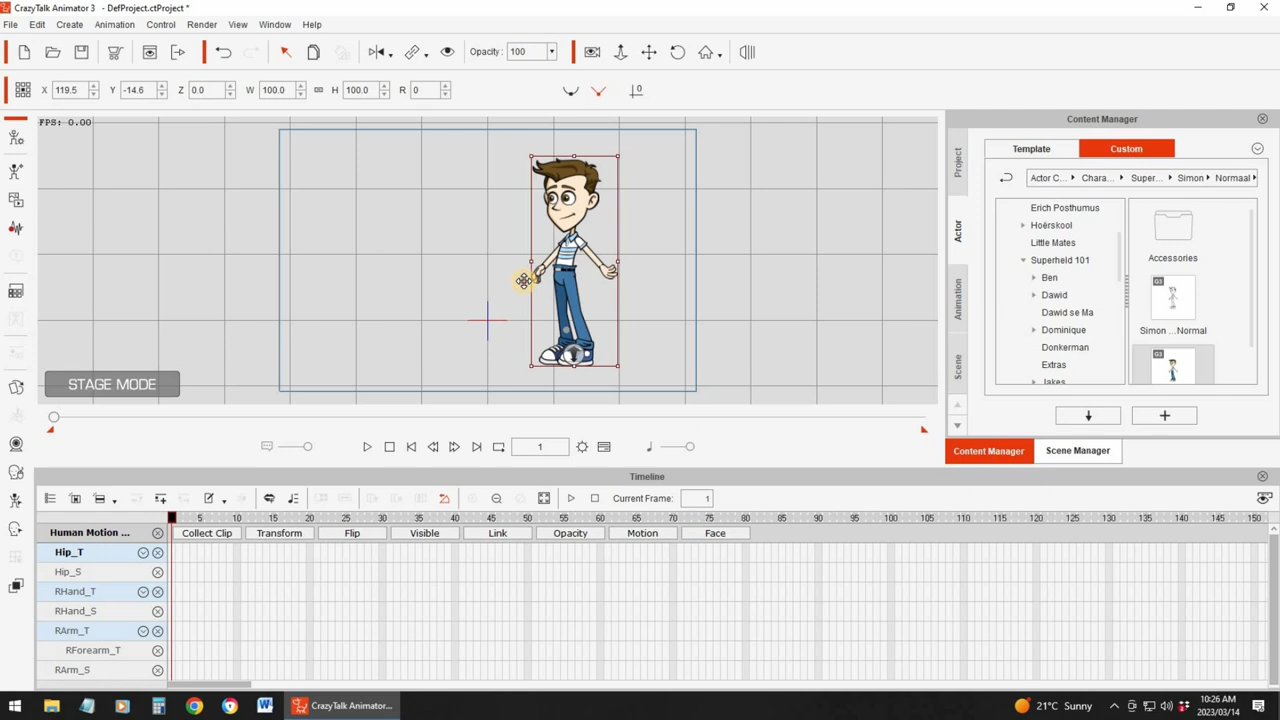 CrazyTalk Animator 3 - DefProject.ctProject *
File Edit Create Animation Control Render View Window Help
Opacity : 100
X 119.5 Y -14.6 Z 0.0 W 100.0 H 100.0 R 0
FPS: 0.00
STAGE MODE
1
Content Manager
Project
Actor
Animation
Scene
Template Custom
Actor C... Chara... Super... Simon Normaal
Erich Posthumus
Hoërskool
Little Mates
Superheld 101
Ben
Dawid
Dawid se Ma
Dominique
Donkerman
Extras
Jakes
Accessories
G3
Simon ...Normal
G3
Content Manager Scene Manager
Timeline
Current Frame: 1
5 10 15 20 25 30 35 40 45 50 55 60 65 70 75 80 85 90 95 100 105 110 115 120 125 130 135 140 145 150
Human Motion ... Collect Clip Transform Flip Visible Link Opacity Motion Face
Hip_T
Hip_S
RHand_T
RHand_S
RArm_T
RForearm_T
RArm_S
CrazyTalk Animator...
21°C Sunny
10:26 AM
2023/03/14